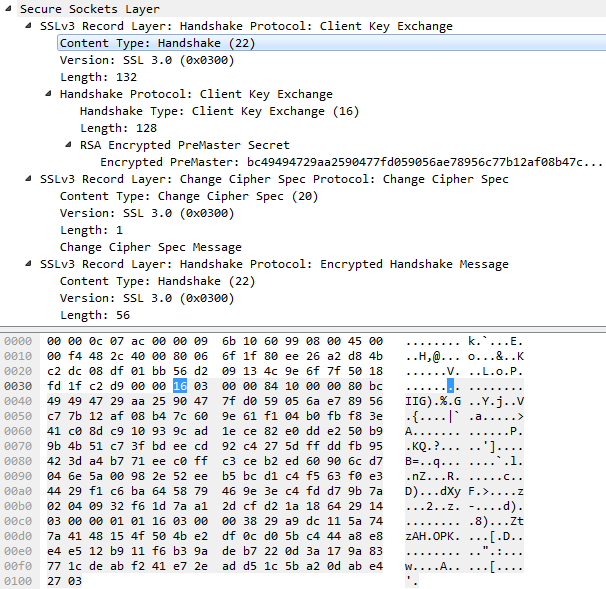 Secure Sockets Layer
SSLv3 Record Layer: Handshake Protocol: Client Key Exchange
Content Type: Handshake (22)
Version: SSL 3.0 (0x0300)
Length: 132
Handshake Protocol: Client Key Exchange
Handshake Type: Client Key Exchange (16)
Length: 128
RSA Encrypted PreMaster Secret
Encrypted PreMaster: bc49494729aa2590477fd059056ae78956c77b12af08b47c...
SSLv3 Record Layer: Change Cipher Spec Protocol: Change Cipher Spec
Content Type: Change Cipher Spec (20)
Version: SSL 3.0 (0x0300)
Length: 1
Change Cipher Spec Message
SSLv3 Record Layer: Handshake Protocol: Encrypted Handshake Message
Content Type: Handshake (22)
Version: SSL 3.0 (0x0300)
Length: 56
0000 00 00 0c 07 ac 00 00 09 6b 10 60 99 08 00 45 00 ........ k.`...E.
0010 00 f4 48 2c 40 00 80 06 6f 1f 80 ee 26 a2 d8 4b ..H,@... o...&..K
0020 c2 dc 08 df 01 bb 56 d2 09 13 4c 9e 6f 7f 50 18 ......V. ..L.o.P.
0030 fd 1f c2 d9 00 00 16 03 00 00 84 10 00 00 80 bc ........ ........
0040 49 49 47 29 aa 25 90 47 7f d0 59 05 6a e7 89 56 IIG).%.G ..Y.j..V
0050 c7 7b 12 af 08 b4 7c 60 9e 61 f1 04 b0 fb f8 3e .{....|` .a.....>
0060 41 c0 8d c9 10 93 9c ad 1e ce 82 e0 dd e2 50 b9 A....... ......P.
0070 9b 4b 51 c7 3f bd ee cd 92 c4 27 5d ff dd fb 95 .KQ.?... ..']....
0080 42 3d a4 b7 71 ee c0 ff c3 ce b2 ed 60 90 6c d7 B=..q... ....`.l.
0090 04 6e 5a 00 98 2e 52 ee b5 bc d1 c4 f5 63 f0 e3 .nZ...R. .....c..
00a0 44 29 f1 c6 ba 64 58 79 46 9e 3e c4 fd d7 9b 7a D)...dXy F.>....z
00b0 02 04 09 32 f6 1d 7a a1 2d cf d2 1a 18 64 29 14 ...2..z. -....d).
00c0 03 00 00 01 01 16 03 00 00 38 29 a9 dc 11 5a 74 ........ .8)...Zt
00d0 7a 41 48 15 4f 50 4b e2 df 0c d0 5b c4 44 a8 e8 zAH.OPK. ...[.D..
00e0 e4 e5 12 b9 11 f6 b3 9a de b7 22 0d 3a 17 9a 83 ........ ..".:...
00f0 77 1c de ab f2 41 e7 2e ad d5 1c 5b a2 0d ab e4 w....A.. ...[....
0100 27 03 '.